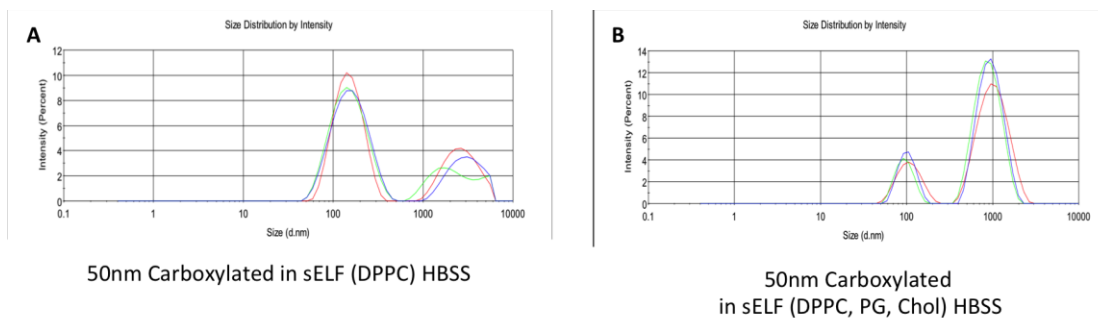 A
Size Distribution by Intensity
Intensity (Percent)
12
10
8
6
4
2
0
0.1 1 10 100 1000 10000
Size (d.nm)
50nm Carboxylated in sELF (DPPC) HBSS
B
Size Distribution by Intensity
Intensity (Percent)
14
12
10
8
6
4
2
0
0.1 1 10 100 1000 10000
Size (d.nm)
50nm Carboxylated
in sELF (DPPC, PG, Chol) HBSS